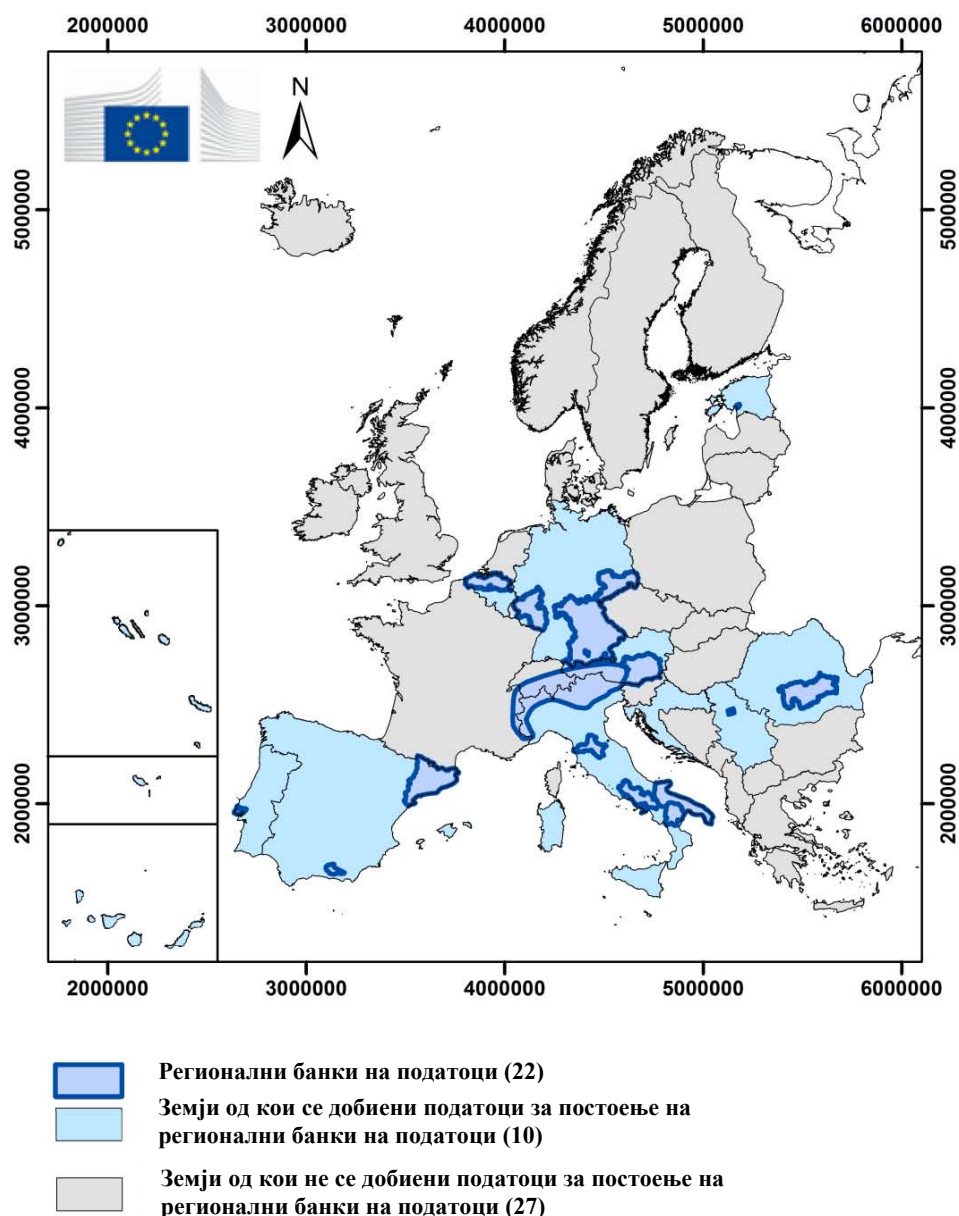 2000000 3000000 4000000 5000000 6000000
N
5000000 5000000
4000000 4000000
3000000 3000000
2000000 2000000
2000000 3000000 4000000 5000000 6000000
Регионални банки на податоци (22)
Земји од кои се добиени податоци за постоење на
регионални банки на податоци (10)
Земји од кои не се добиени податоци за постоење на
регионални банки на податоци (27)